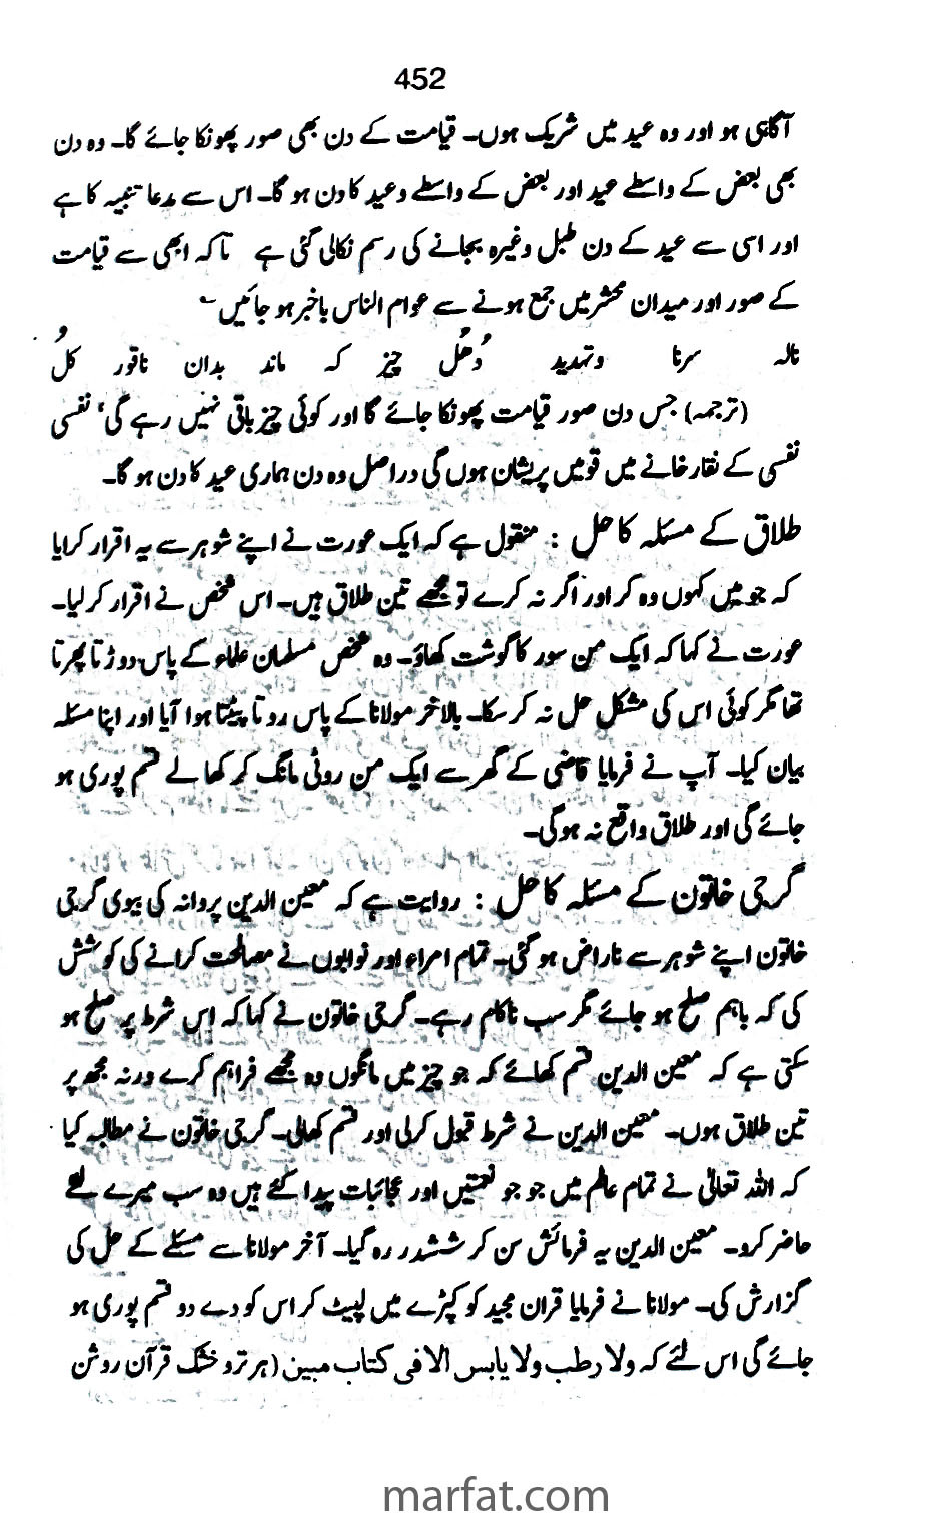 452
آگاہی ہو اور وہ عید میں شریک ہوں۔ قیامت کے دن بھی صور پھونکا جائے گا۔ وہ دن
بھی بعض کے واسطے عید اور بعض کے واسطے وعید کا دن ہو گا۔ اس سے مدعا تنبیہ کا ہے
اور اسی سے عید کے دن طبل وغیرہ بجانے کی رسم نکالی گئی ہے تاکہ ابھی سے قیامت
کے صور اور میدان محشر میں جمع ہونے سے عوام الناس باخبر ہو جائیں
نالہ سرنا و تہدید دُھل چیز کہ ماند بدان ناقور کلُ
(ترجمہ) جس دن صور قیامت پھونکا جائے گا اور کوئی چیز باقی نہیں رہے گی، نفسی
نفسی کے نقار خانے میں قومیں پریشان ہوں گی دراصل وہ دن ہماری عید کا دن ہو گا۔
طلاق کے مسئلہ کا حل : منقول ہے کہ ایک عورت نے اپنے شوہر سے یہ اقرار کرایا
کہ جو میں کہوں وہ کر اور اگر نہ کرے تو مجھے تین طلاق ہیں۔ اس شخص نے اقرار کر لیا۔
عورت نے کہا کہ ایک من سور کا گوشت کھاؤ۔ وہ شخص مسلمان علماء کے پاس دوڑتا پھرتا
تھا مگر کوئی اس کی مشکل حل نہ کر سکا۔ بالآخر مولانا کے پاس روتا پیٹتا ہوا آیا اور اپنا مسئلہ
بیان کیا۔ آپ نے فرمایا قاضی کے گھر سے ایک من روٹی مانگ کر کھا لے قسم پوری ہو
جائے گی اور طلاق واقع نہ ہوگی۔
گرجی خاتون کے مسئلہ کا حل : روایت ہے کہ معین الدین پروانہ کی بیوی گرجی
خاتون اپنے شوہر سے ناراض ہو گئی۔ تمام امراء اور نوابوں نے مصالحت کرانے کی کوشش
کی کہ باہم صلح ہو جائے مگر سب ناکام رہے۔ گرجی خاتون نے کہا کہ اس شرط پر صلح ہو
سکتی ہے کہ معین الدین قسم کھائے کہ جو چیز میں مانگوں وہ مجھے فراہم کرے ورنہ مجھ پر
تین طلاق ہوں۔ معین الدین نے شرط قبول کرلی اور قسم کھالی۔ گرجی خاتون نے مطالبہ کیا
کہ اللہ تعالیٰ نے تمام عالم میں جو جو نعمتیں اور عجائبات پیدا کئے ہیں وہ سب میرے لئے
حاضر کرو۔ معین الدین یہ فرمائش سن کر ششدر رہ گیا۔ آخر مولانا سے مسئلے کے حل کی
گزارش کی۔ مولانا نے فرمایا قران مجید کو کپڑے میں لپیٹ کر اس کو دے دو قسم پوری ہو
جائے گی اس لئے کہ ولا رطب ولا یابس الا فی کتاب مبین (ہر تر و خشک قرآن روشن
marfat.com